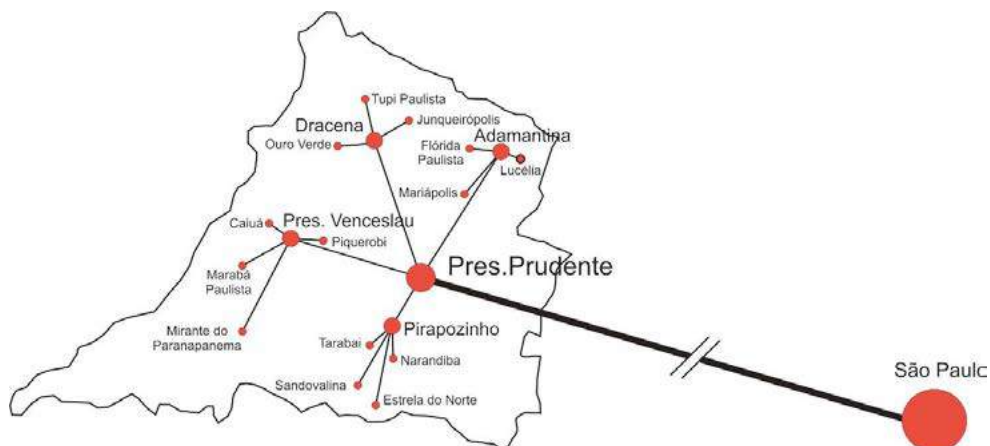 Tupi Paulista
Junqueirópolis
Dracena
Ouro Verde
Adamantina
Flórida
Paulista
Lucélia
Mariápolis
Caiuá
Pres. Venceslau
Piquerobi
Marabá
Paulista
Mirante do
Paranapanema
Pres.Prudente
Pirapozinho
Tarabai
Narandiba
Sandovalina
Estrela do Norte
São Paulo